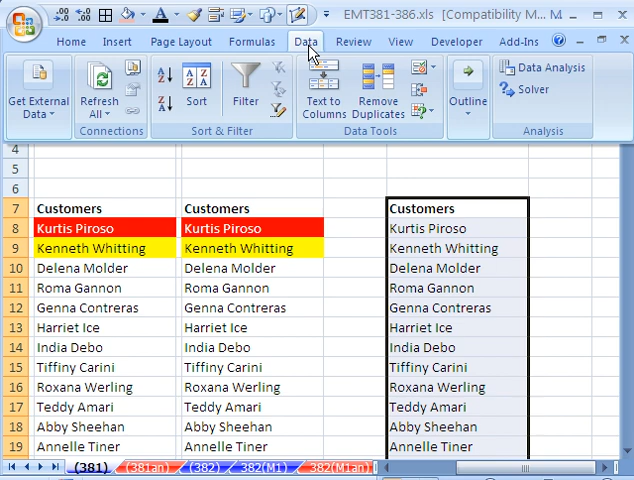 EMT381-386.xls [Compatibility M... M
Home Insert Page Layout Formulas Data Review View Developer Add-Ins
Get External Data
Refresh All
Connections
Sort
Filter
Sort & Filter
Text to Columns
Remove Duplicates
Data Tools
Outline
Data Analysis
Solver
Analysis
4
5
6
7 Customers Customers Customers
8 Kurtis Piroso Kurtis Piroso Kurtis Piroso
9 Kenneth Whitting Kenneth Whitting Kenneth Whitting
10 Delena Molder Delena Molder Delena Molder
11 Roma Gannon Roma Gannon Roma Gannon
12 Genna Contreras Genna Contreras Genna Contreras
13 Harriet Ice Harriet Ice Harriet Ice
14 India Debo India Debo India Debo
15 Tiffiny Carini Tiffiny Carini Tiffiny Carini
16 Roxana Werling Roxana Werling Roxana Werling
17 Teddy Amari Teddy Amari Teddy Amari
18 Abby Sheehan Abby Sheehan Abby Sheehan
19 Annelle Tiner Annelle Tiner Annelle Tiner
(381) (381an) (382) 382(M1) 382(M1an)